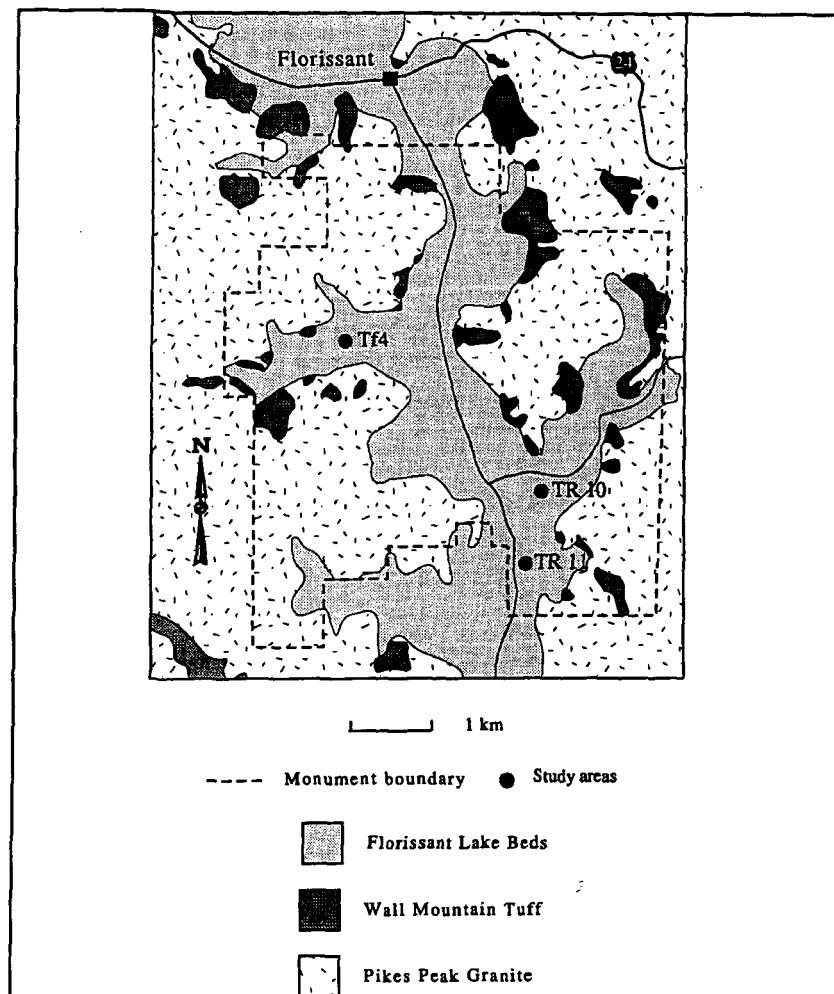 Florissant
24
Tf4
N
TR 10
TR 11
1 km
Monument boundary
Study areas
Florissant Lake Beds
Wall Mountain Tuff
Pikes Peak Granite